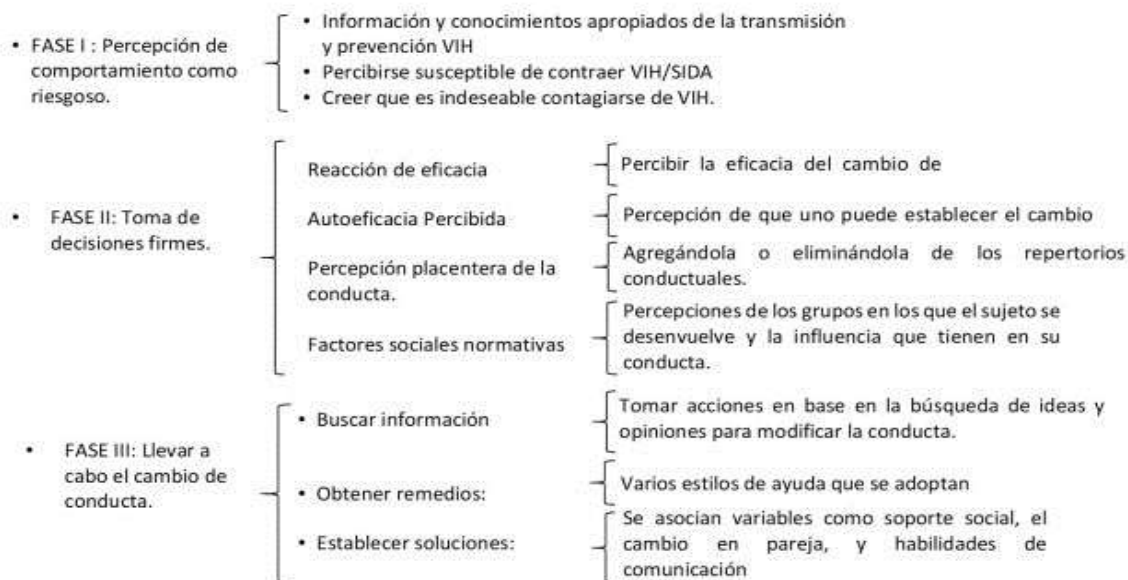 • FASE I : Percepción de
comportamiento como
riesgoso.
• Información y conocimientos apropiados de la transmisión
y prevención VIH
• Percibirse susceptible de contraer VIH/SIDA
• Creer que es indeseable contagiarse de VIH.
• FASE II: Toma de
decisiones firmes.
Reacción de eficacia
Percibir la eficacia del cambio de
Autoeficacia Percibida
Percepción de que uno puede establecer el cambio
Percepción placentera de la
conducta.
Agregándola o eliminándola de los repertorios
conductuales.
Factores sociales normativas
Percepciones de los grupos en los que el sujeto se
desenvuelve y la influencia que tienen en su
conducta.
• FASE III: Llevar a
cabo el cambio de
conducta.
• Buscar información
Tomar acciones en base en la búsqueda de ideas y
opiniones para modificar la conducta.
• Obtener remedios:
Varios estilos de ayuda que se adoptan
• Establecer soluciones:
Se asocian variables como soporte social, el
cambio en pareja, y habilidades de
comunicación